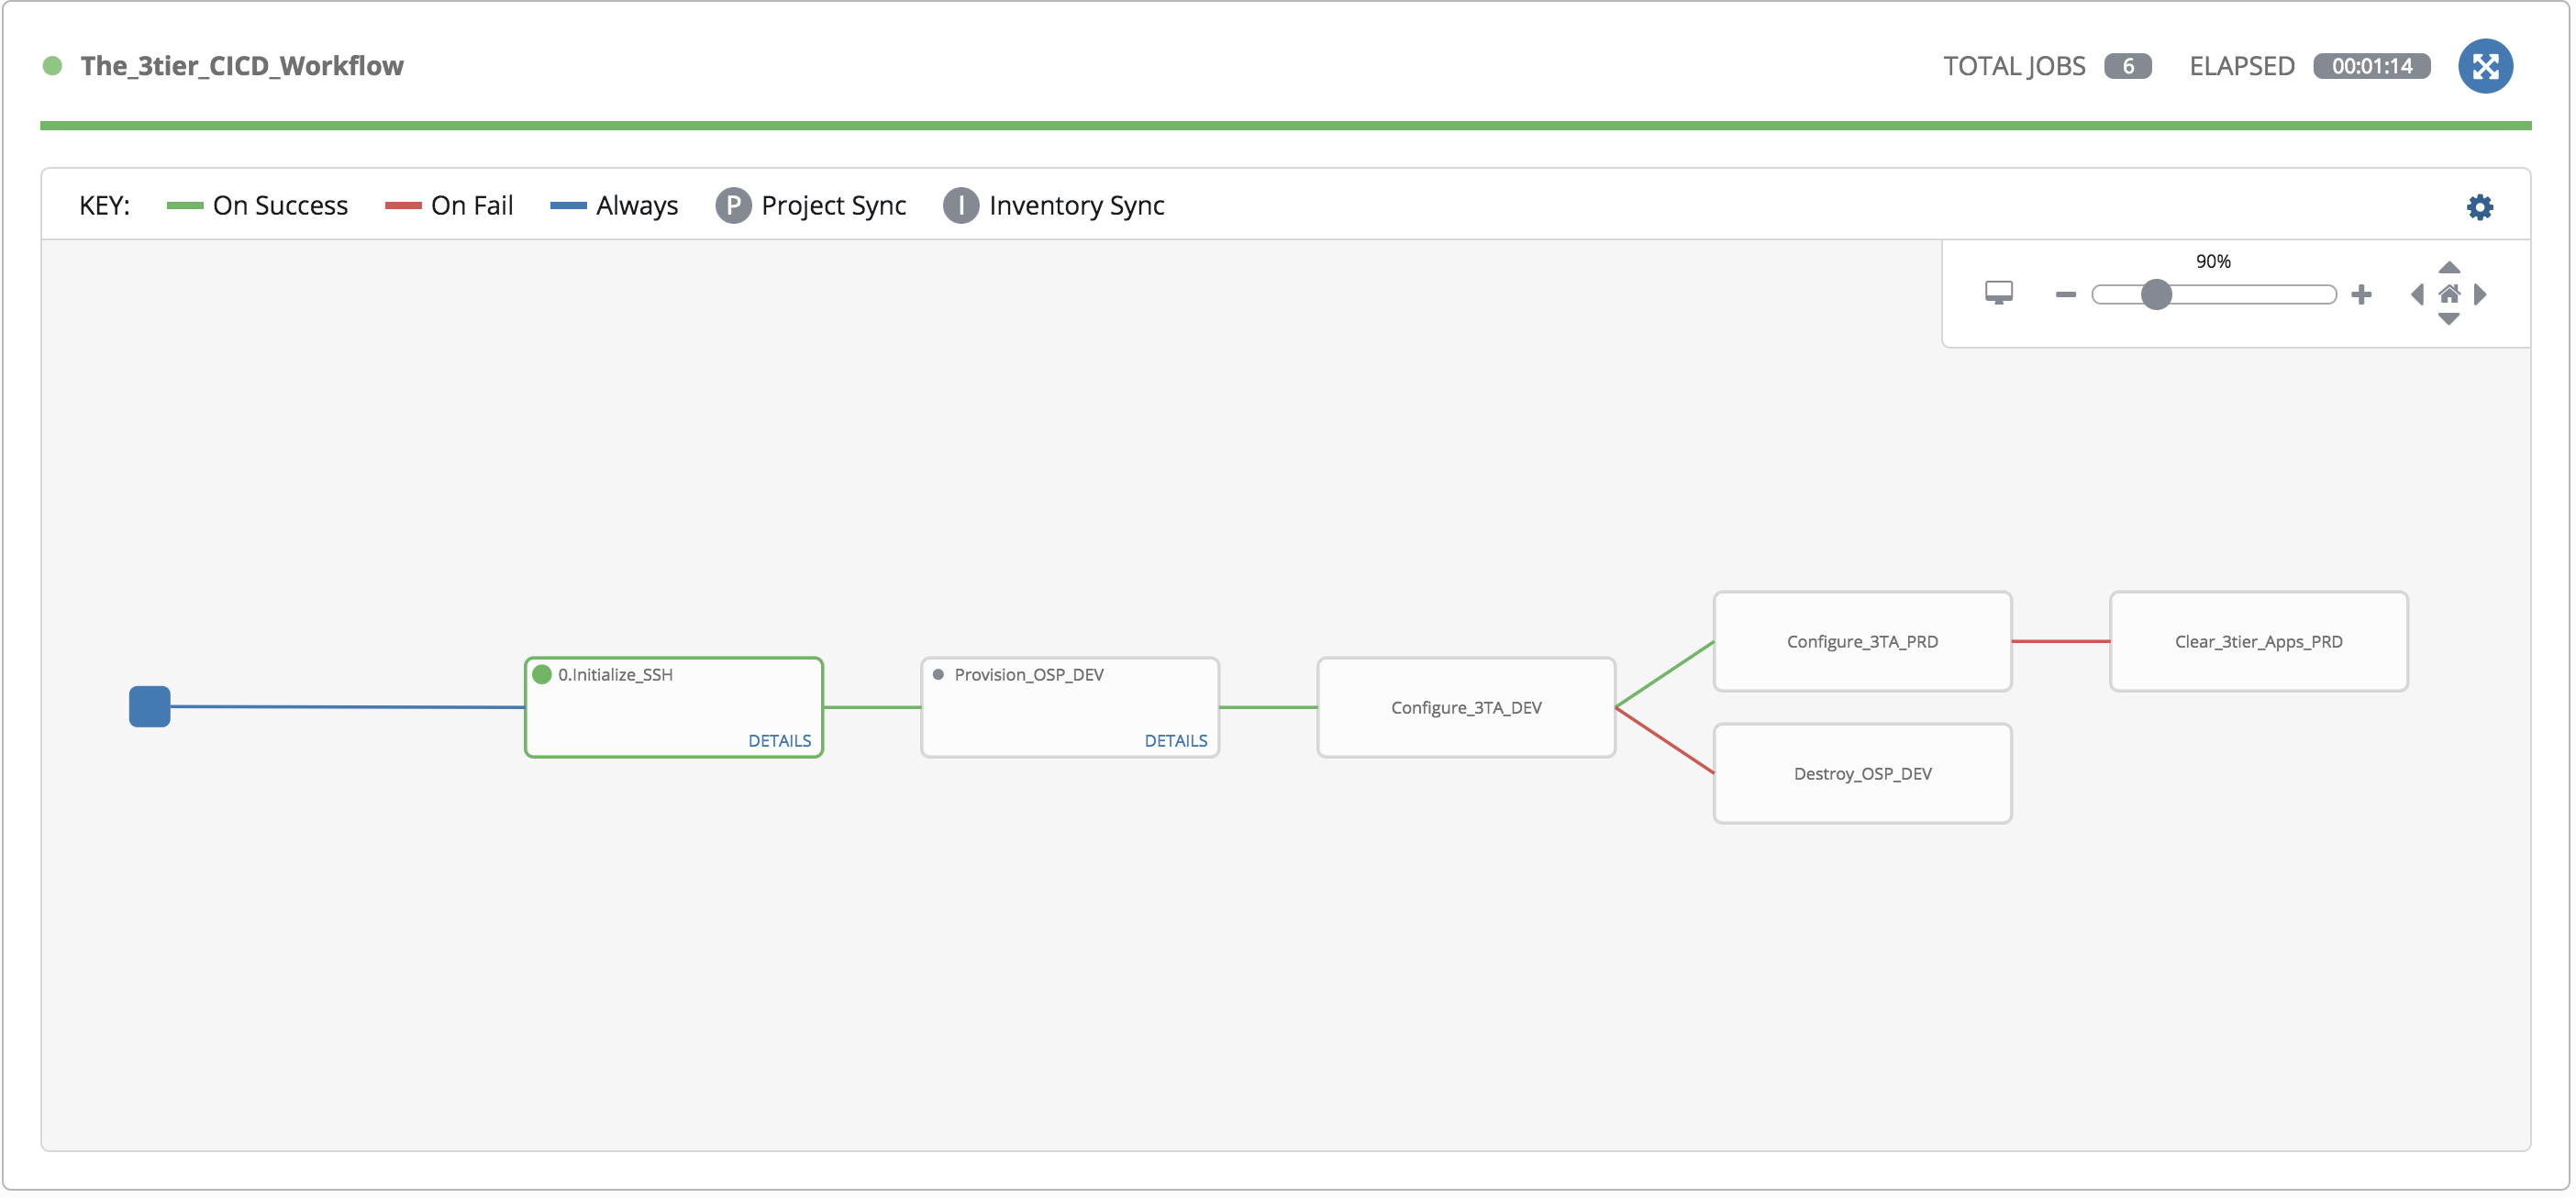 The_3tier_CICD_Workflow
TOTAL JOBS 6 ELAPSED 00:01:14
KEY: On Success On Fail Always P Project Sync I Inventory Sync
90%
0.Initialize_SSH
DETAILS
Provision_OSP_DEV
DETAILS
Configure_3TA_DEV
Configure_3TA_PRD
Clear_3tier_Apps_PRD
Destroy_OSP_DEV